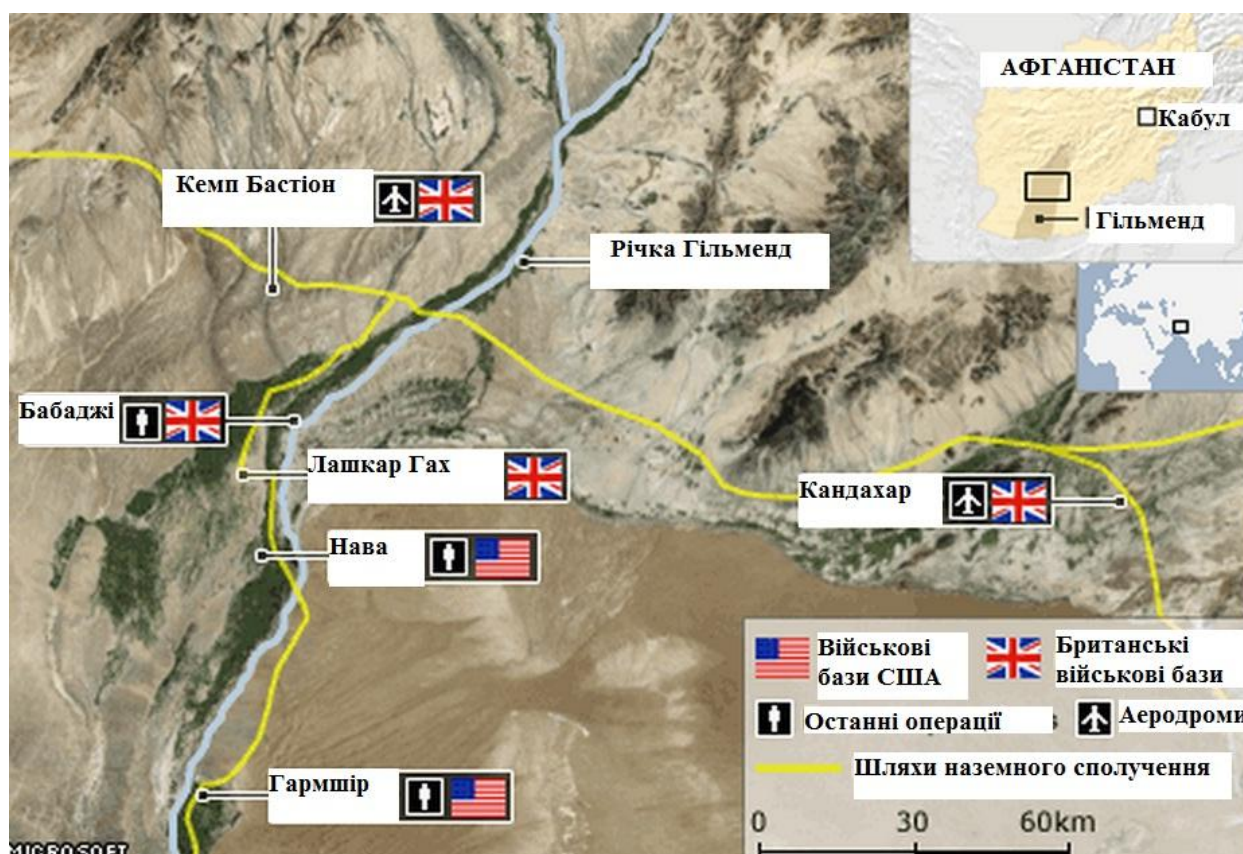 АФГАНІСТАН
Кабул
Гільменд
Кемп Бастіон
Річка Гільменд
Бабаджі
Лашкар Гах
Кандахар
Нава
Гармшір
Військові
бази США
Британські
військові бази
Останні операції
Аеродроми
Шляхи наземного сполучення
0 30 60km
MICROSOFT